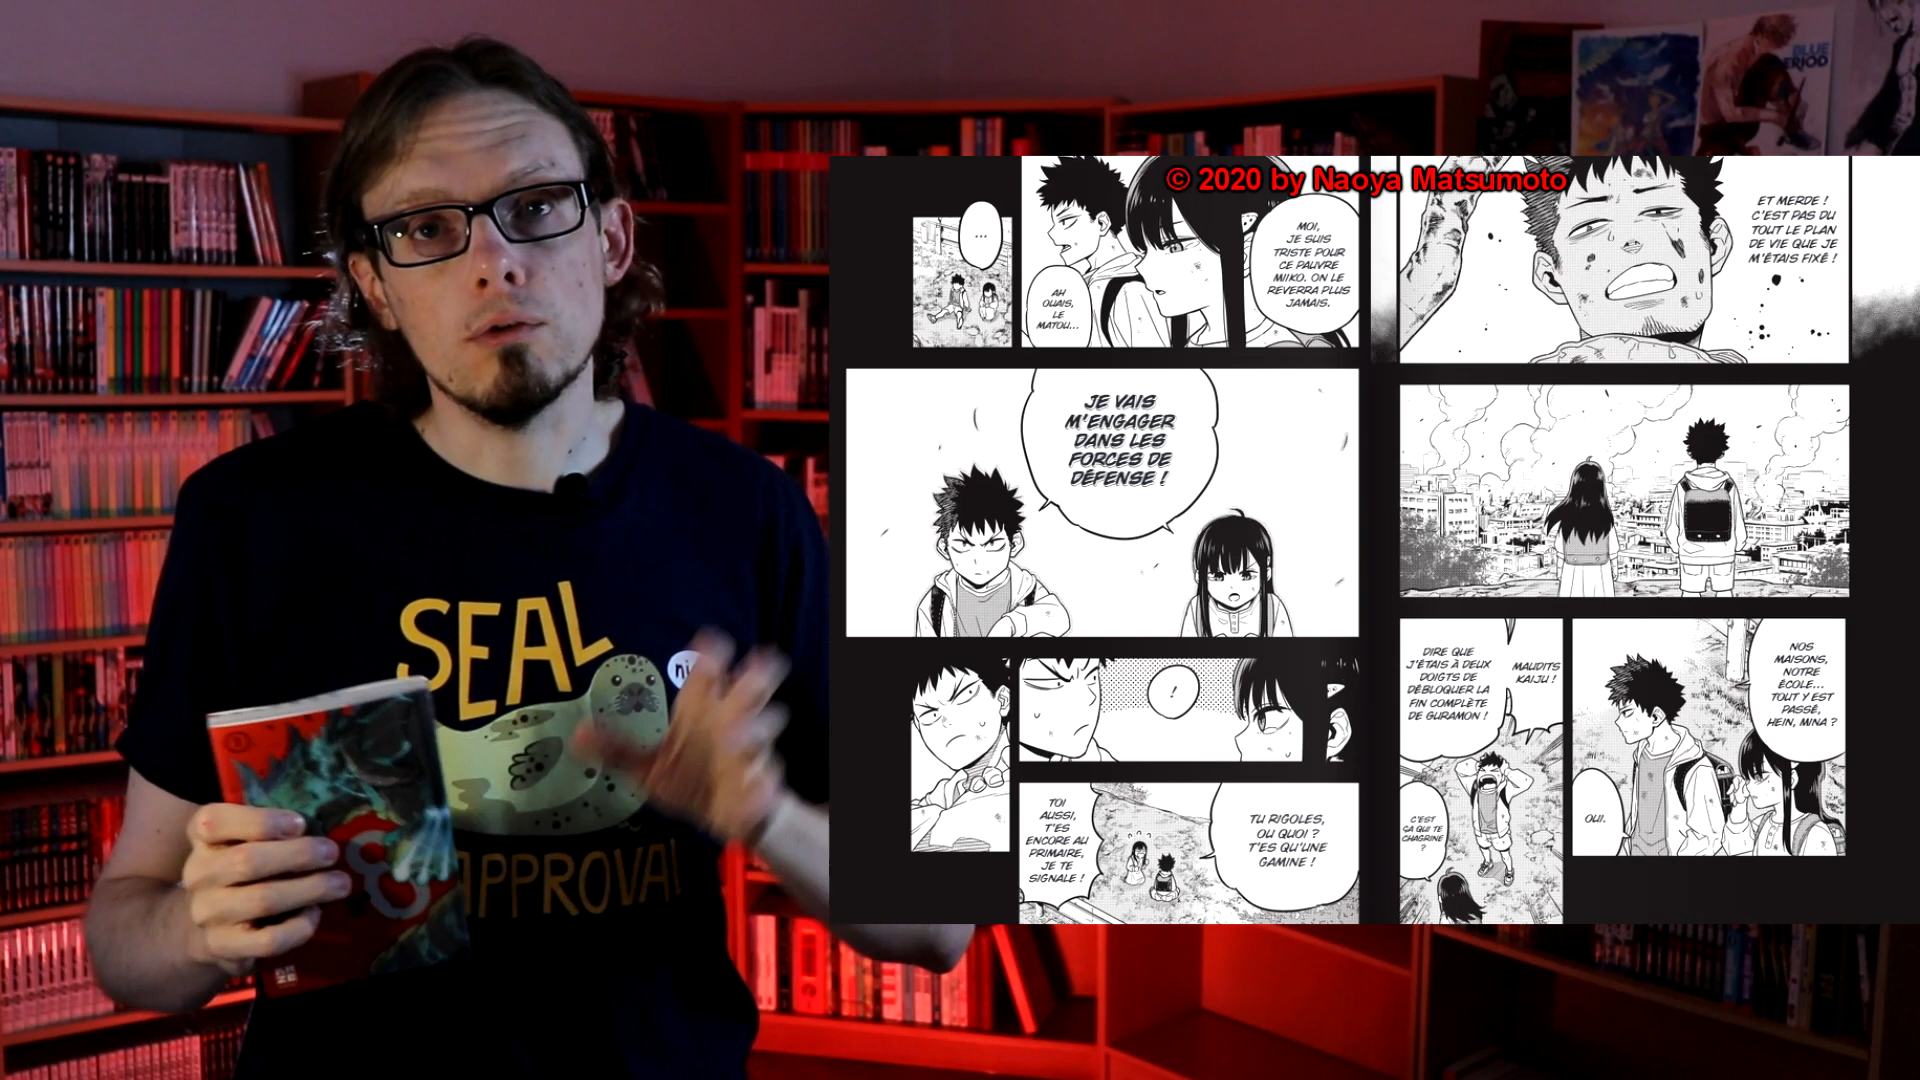 BLUE
PERIOD
© 2020 by Naoya Matsumoto
...
AH
OUAIS,
LE
MATOU...
MOI,
JE SUIS
TRISTE POUR
CE PAUVRE
MIIKO. ON LE
REVERRA PLUS
JAMAIS.
JE VAIS
M'ENGAGER
DANS LES
FORCES DE
DÉFENSE !
!
TOI
AUSSI,
T'ES
ENCORE AU
PRIMAIRE,
JE TE
SIGNALE !
TU RIGOLES,
OU QUOI ?
T'ES QU'UNE
GAMINE !
ET MERDE !
C'EST PAS DU
TOUT LE PLAN
DE VIE QUE JE
M'ÉTAIS FIXÉ !
DIRE QUE
J'ÉTAIS À DEUX
DOIGTS DE
DÉBLOQUER LA
FIN COMPLÈTE
DE GURAMON !
MAUDITS
KAIJU !
C'EST
ÇA QUI TE
CHAGRINE
?
NOS
MAISONS,
NOTRE
ÉCOLE...
TOUT Y EST
PASSÉ,
HEIN, MINA ?
OUI.
SEAL
APPROVAL
8